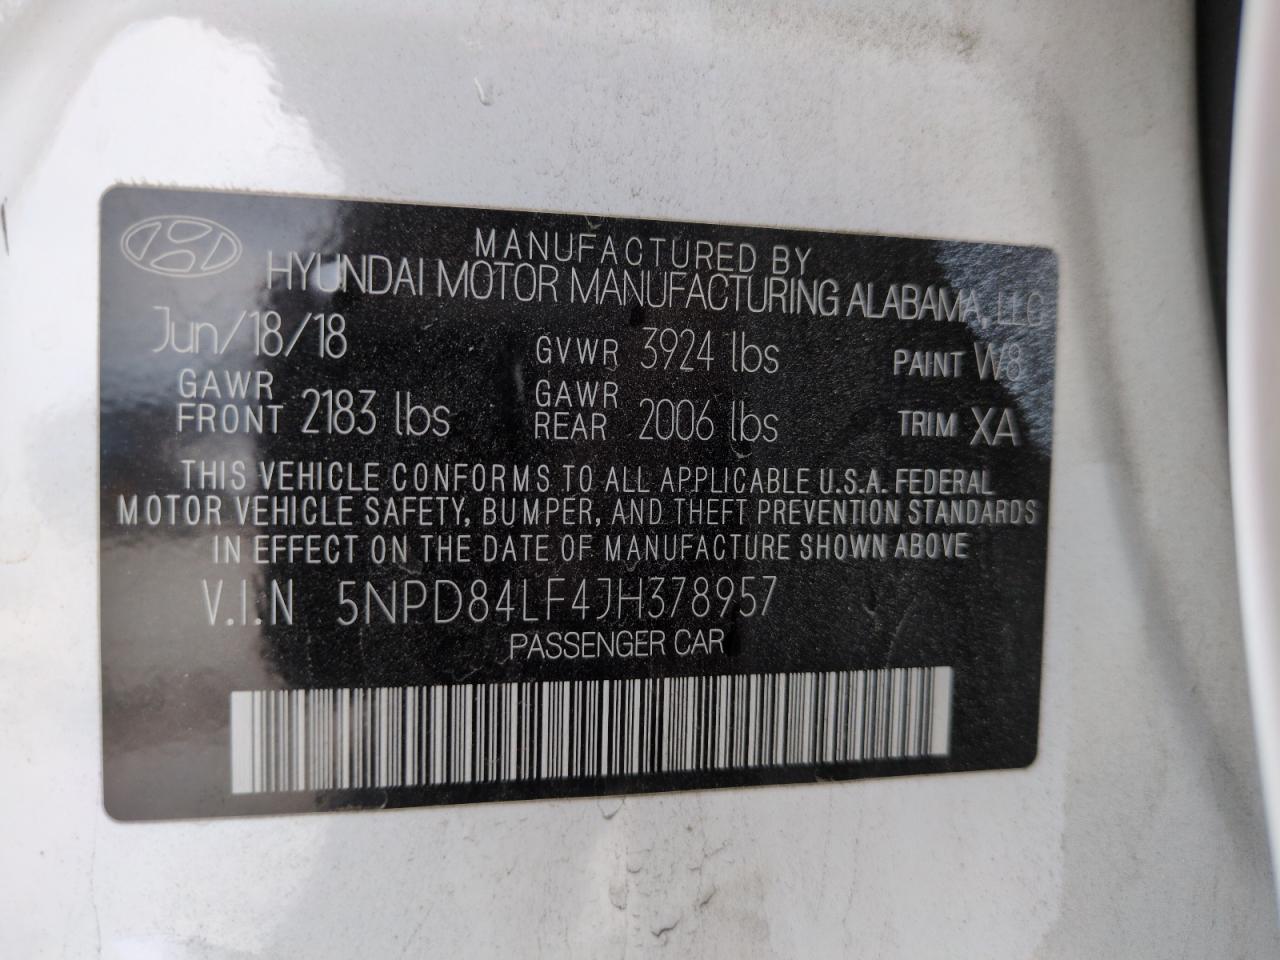 MANUFACTURED BY
HYUNDAI MOTOR MANUFACTURING ALABAMA, LLC
Jun/18/18 GVWR 3924 lbs PAINT W8
GAWR FRONT 2183 lbs GAWR REAR 2006 lbs TRIM XA
THIS VEHICLE CONFORMS TO ALL APPLICABLE U.S.A. FEDERAL
MOTOR VEHICLE SAFETY, BUMPER, AND THEFT PREVENTION STANDARDS
IN EFFECT ON THE DATE OF MANUFACTURE SHOWN ABOVE
V.I.N 5NPD84LF4JH378957
PASSENGER CAR